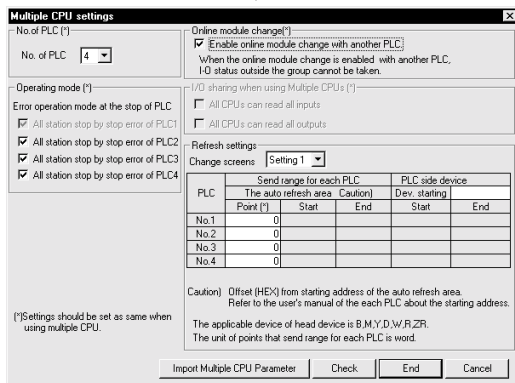 Multiple CPU settings
No.of PLC (*)
No. of PLC 4
Online module change(*)
Enable online module change with another PLC.
When the online module change is enabled with another PLC,
I-O status outside the group cannot be taken.
Operating mode (*)
Error operation mode at the stop of PLC
All station stop by stop error of PLC1
All station stop by stop error of PLC2
All station stop by stop error of PLC3
All station stop by stop error of PLC4
I/O sharing when using Multiple CPUs (*)
All CPUs can read all inputs
All CPUs can read all outputs
Refresh settings
Change screens Setting 1
PLC Send range for each PLC PLC side device
The auto refresh area Caution) Dev. starting
Point (*) Start End Start End
No.1 0
No.2 0
No.3 0
No.4 0
Caution) Offset (HEX) from starting address of the auto refresh area.
Refer to the user's manual of the each PLC about the starting address.
The applicable device of head device is B,M,Y,D,W,R,ZR.
The unit of points that send range for each PLC is word.
(*)Settings should be set as same when
using multiple CPU.
Import Multiple CPU Parameter Check End Cancel